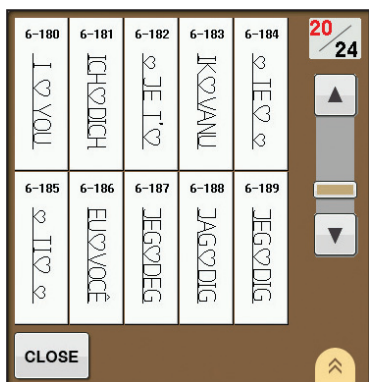 6-180 6-181 6-182 6-183 6-184
I♡YOU
ICH♡DICH
♡JE T'♡
IK♡VANU
♡ TE♡ ♡
6-185 6-186 6-187 6-188 6-189
♡ TI♡ ♡
EU♡VOCÊ
JEG♡DEG
JAG♡DIG
JEG♡DIG
20/24
CLOSE